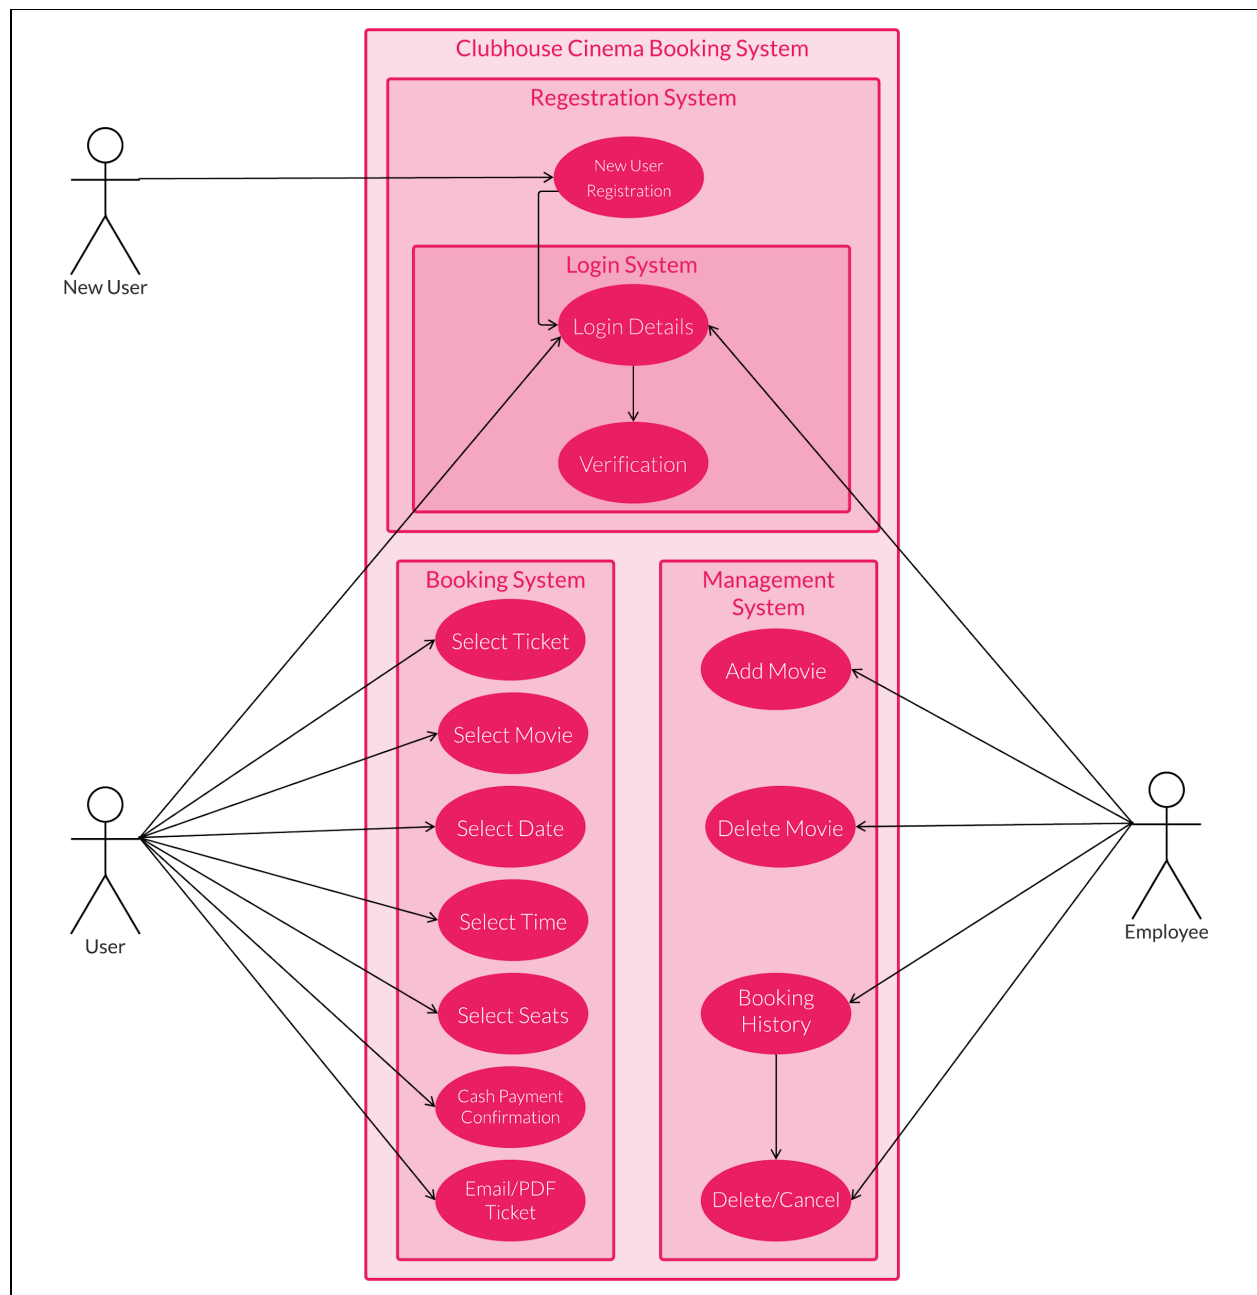 Clubhouse Cinema Booking System
Regestration System
New User
Registration
New User
Login System
Login Details
Verification
Booking System
Select Ticket
Select Movie
Select Date
Select Time
Select Seats
Cash Payment
Confirmation
Email/PDF
Ticket
Management
System
Add Movie
Delete Movie
Booking
History
Delete/Cancel
User
Employee